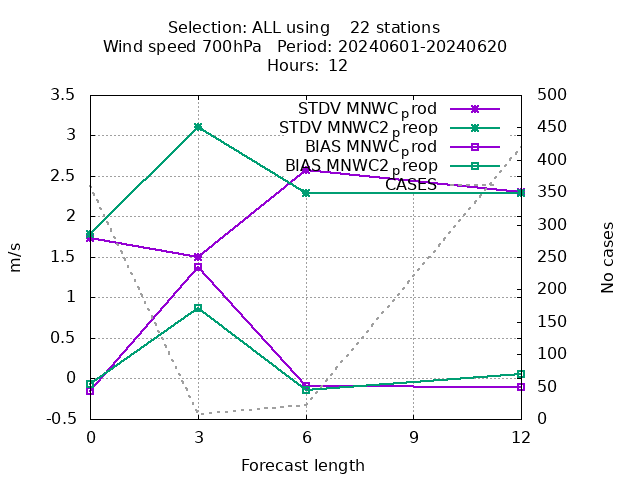 Selection: ALL using    22 stations
Wind speed 700hPa   Period: 20240601-20240620
Hours:  12
3.5
3
2.5
2
1.5
1
0.5
0
-0.5
m/s
STDV MNWC_prod
STDV MNWC2_preop
BIAS MNWC_prod
BIAS MNWC2_preop
CASES
500
450
400
350
300
250
200
150
100
50
0
No cases
0 3 6 9 12
Forecast length